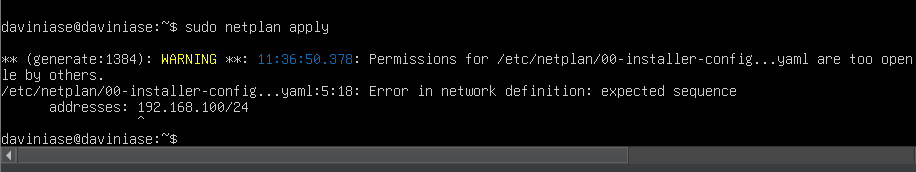 daviniase@daviniase:~$ sudo netplan apply
** (generate:1384): WARNING **: 11:36:50.378: Permissions for /etc/netplan/00-installer-config...yaml are too open
le by others.
/etc/netplan/00-installer-config...yaml:5:18: Error in network definition: expected sequence
addresses: 192.168.100/24
^
daviniase@daviniase:~$